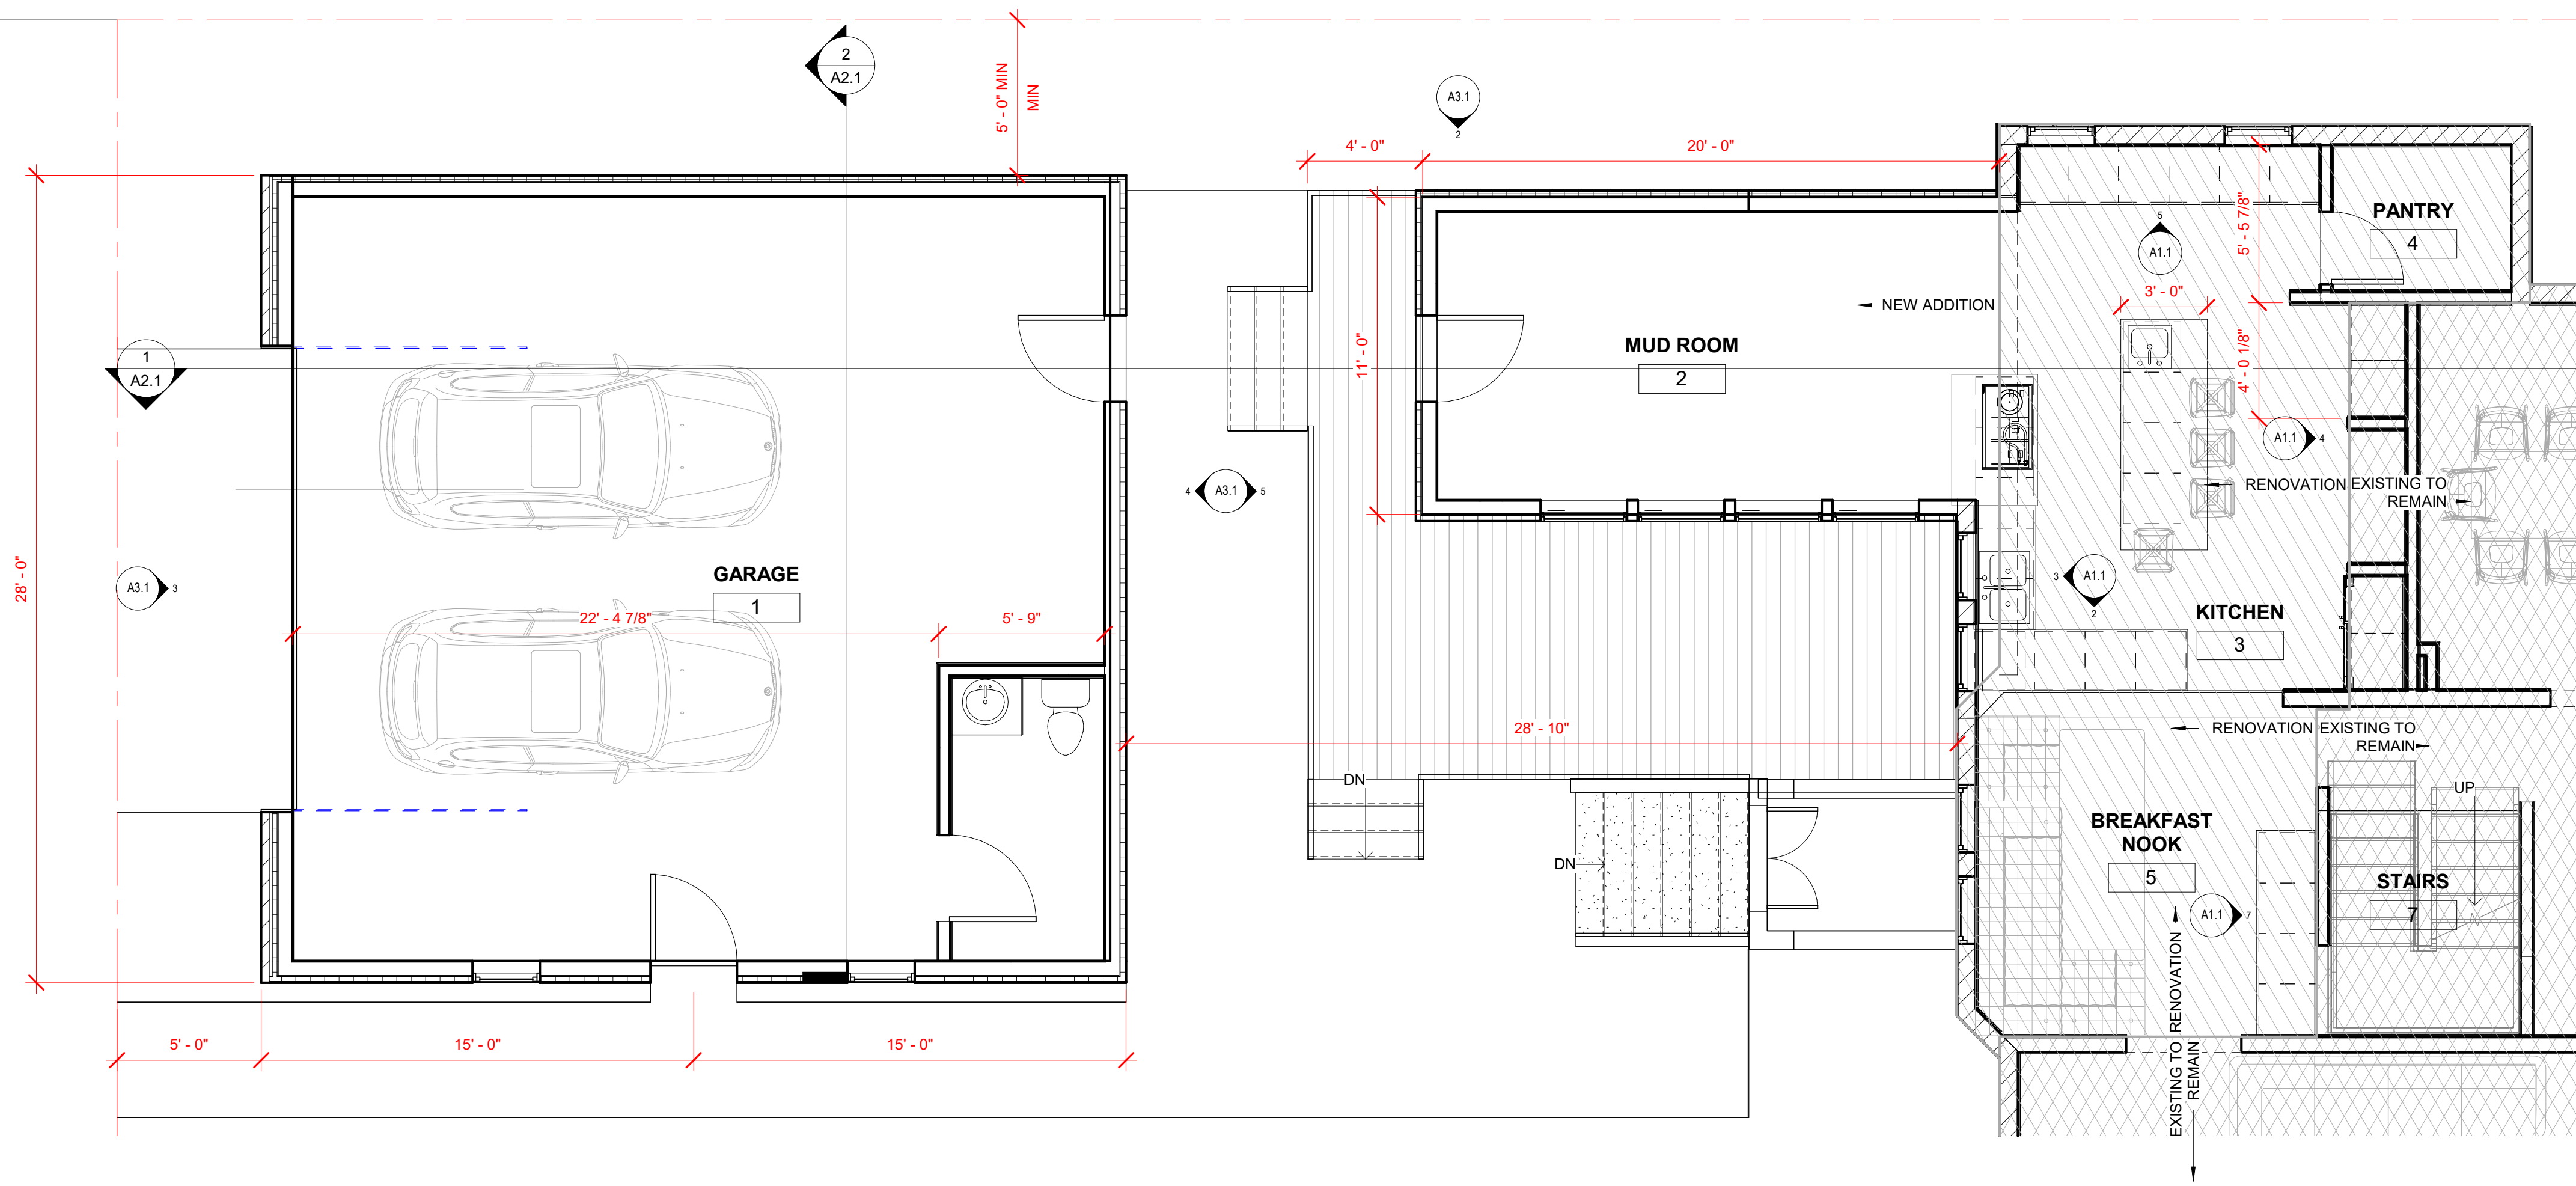 2
A2.1
5' - 0" MIN
MIN
A3.1
2
4' - 0"
20' - 0"
PANTRY
4
5
A1.1
5' - 5 7/8"
3' - 0"
NEW ADDITION
MUD ROOM
2
11' - 0"
1
A2.1
4' - 0 1/8"
A1.1
4
RENOVATION
EXISTING TO
REMAIN
4
A3.1
5
28' - 0"
A3.1
3
GARAGE
1
22' - 4 7/8"
5' - 9"
3
A1.1
2
KITCHEN
3
28' - 10"
RENOVATION
EXISTING TO
REMAIN
DN
UP
BREAKFAST
NOOK
5
DN
STAIRS
7
A1.1
7
RENOVATION
EXISTING TO
REMAIN
5' - 0"
15' - 0"
15' - 0"